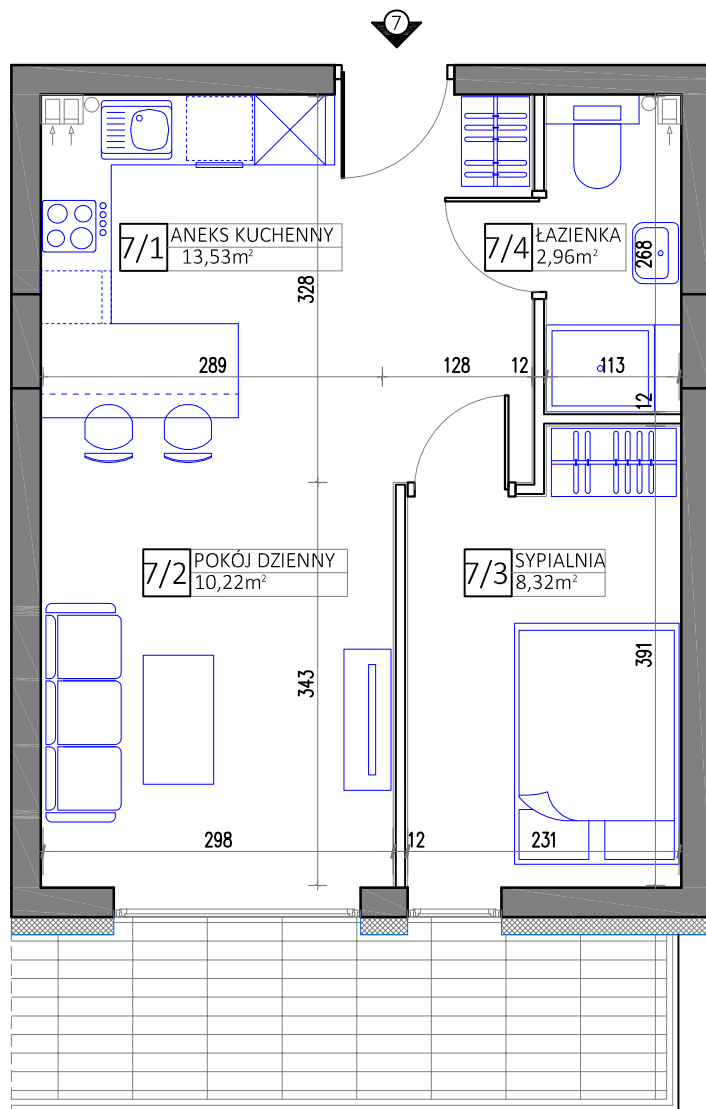 7
7/1 ANEKS KUCHENNY
13,53m²
7/4 ŁAZIENKA
2,96m²
268
328
289
128
12
113
12
7/2 POKÓJ DZIENNY
10,22m²
7/3 SYPIALNIA
8,32m²
343
391
298
12
231